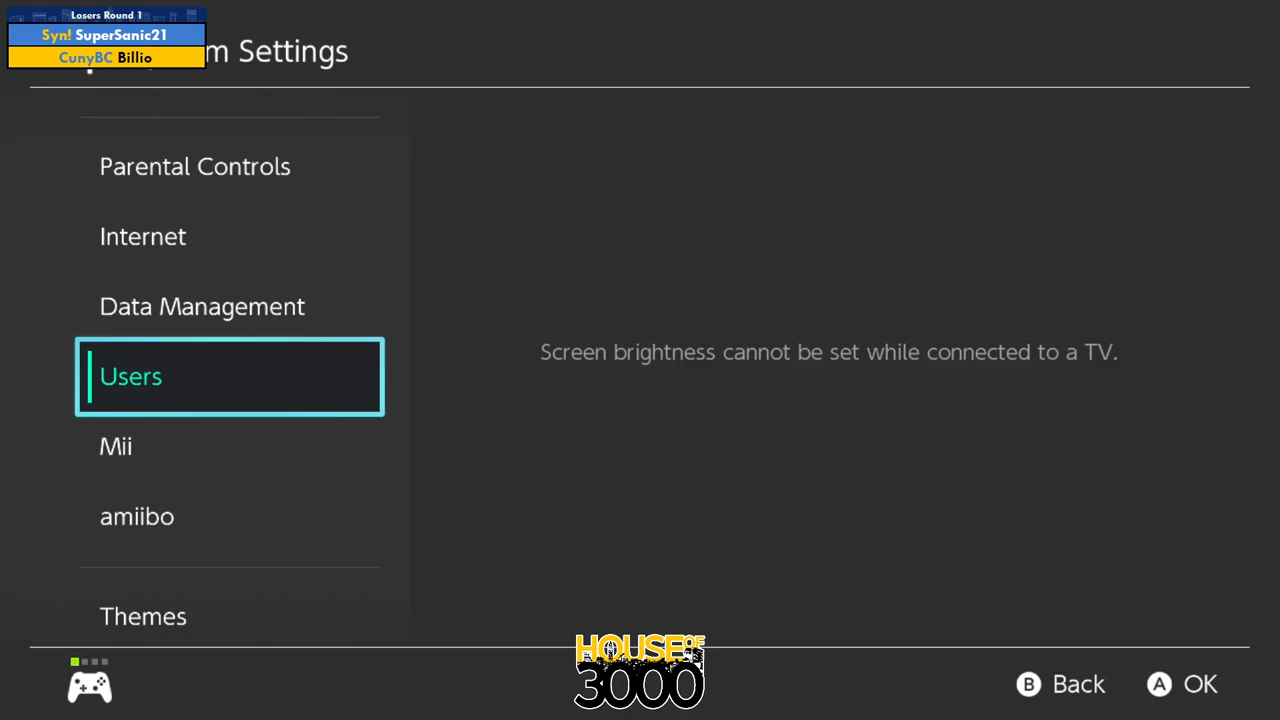 Losers Round 1
Syn! SuperSanic21
CunyBC Billio
m Settings
Parental Controls
Internet
Data Management
Users
Mii
amiibo
Themes
Screen brightness cannot be set while connected to a TV.
HOUSE OF
3000
B Back
A OK